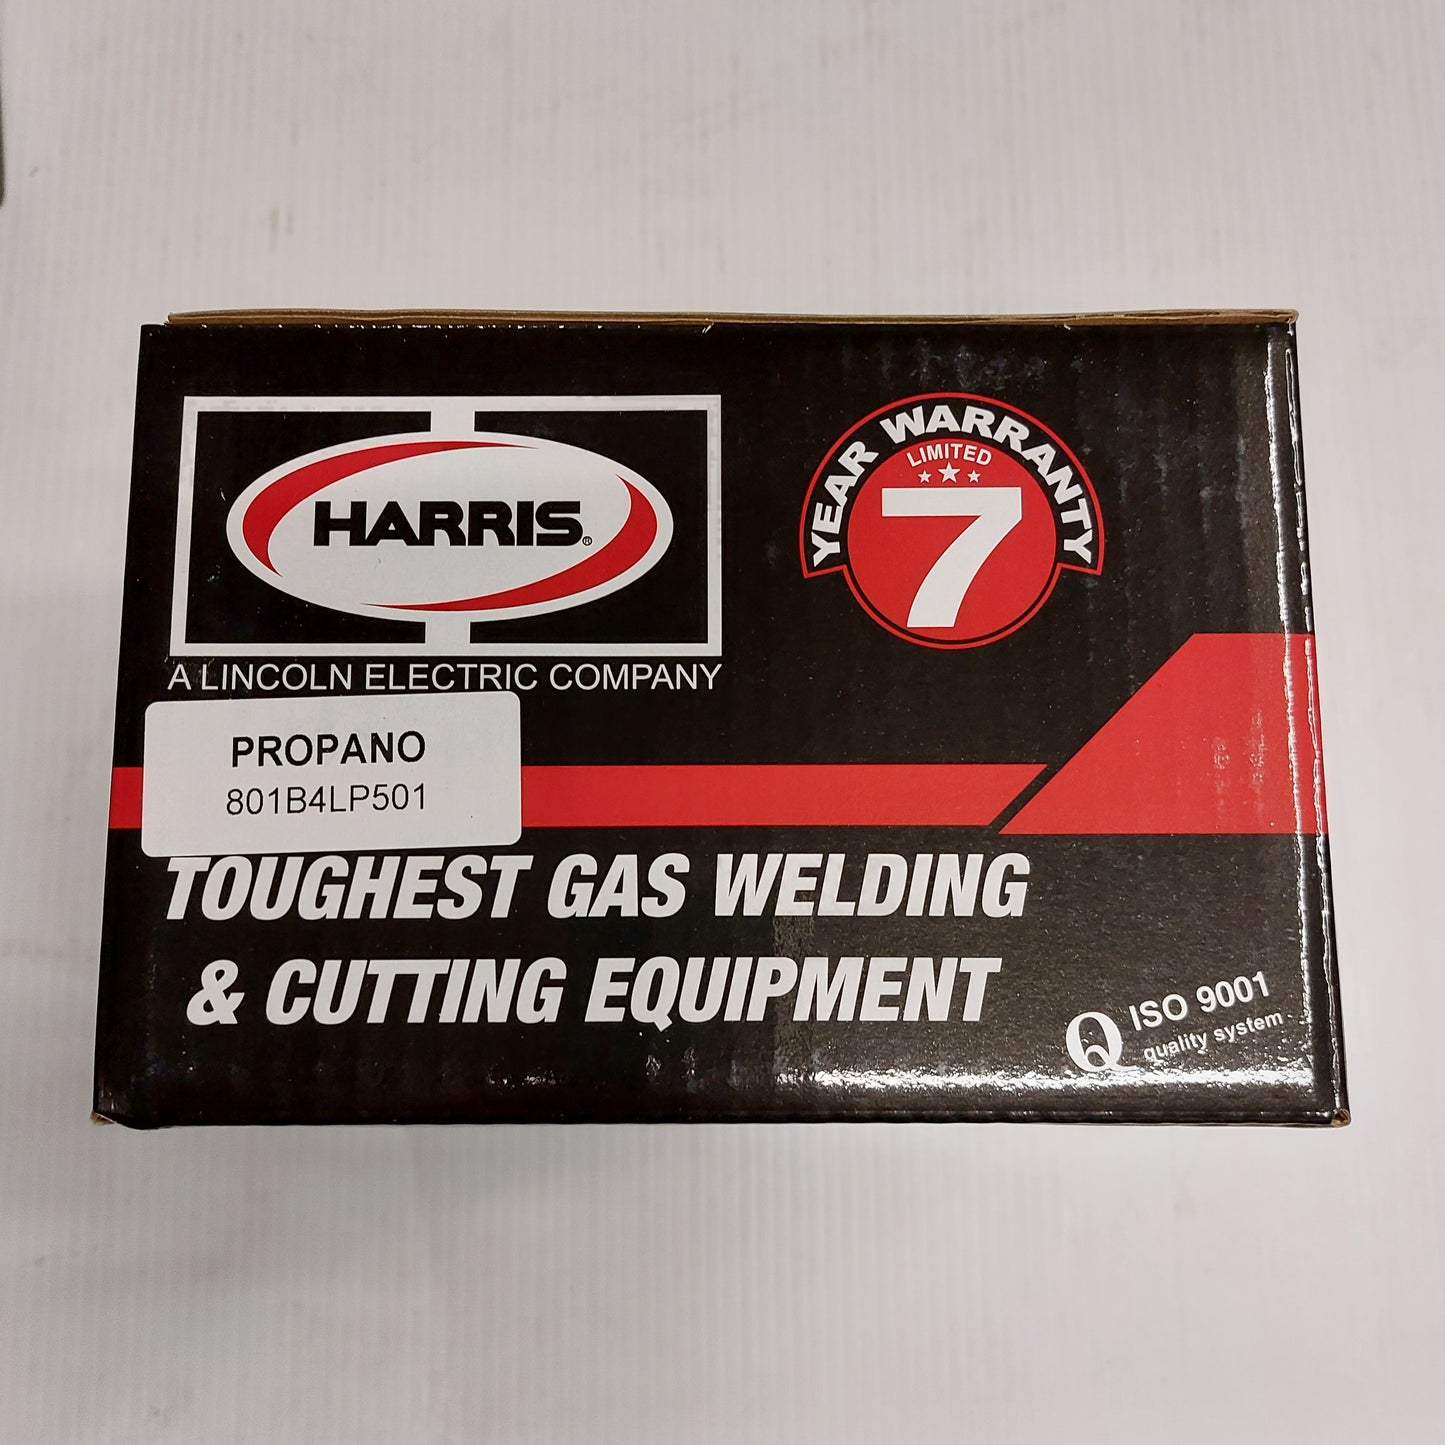 HARRIS®
A LINCOLN ELECTRIC COMPANY
YEAR WARRANTY
LIMITED
7
PROPANO
801B4LP501
TOUGHEST GAS WELDING
& CUTTING EQUIPMENT
Q ISO 9001
quality system